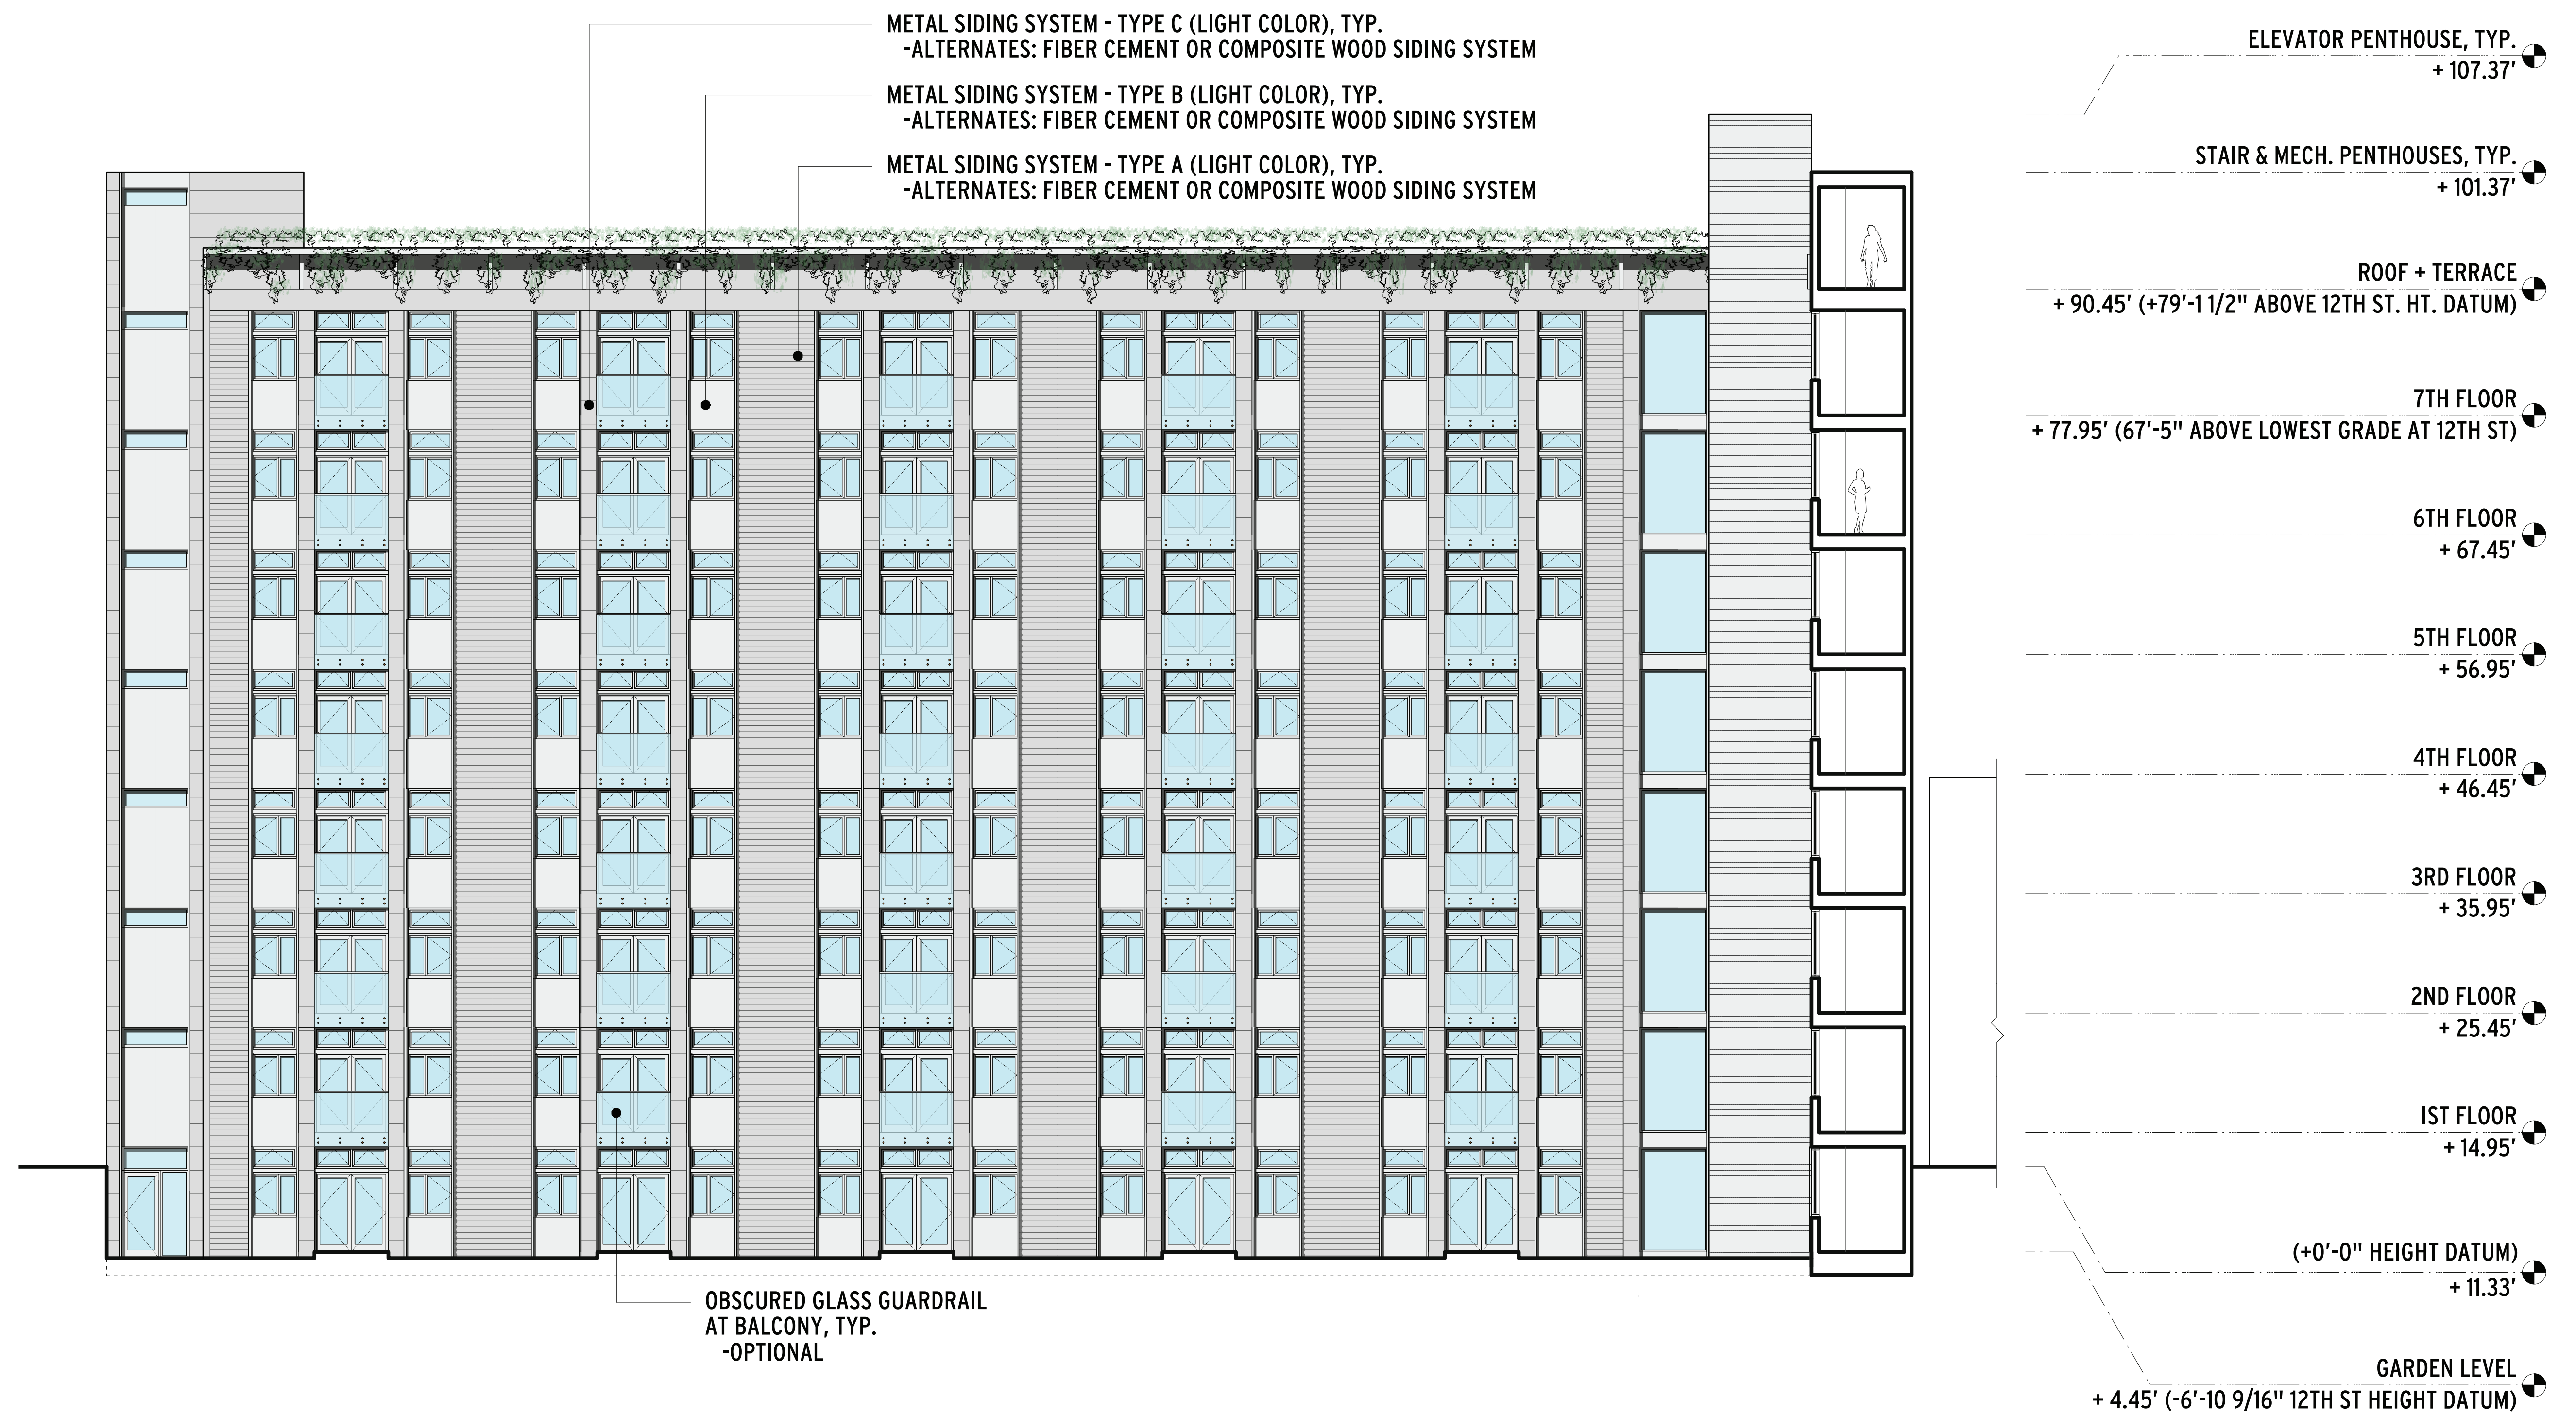 METAL SIDING SYSTEM - TYPE C (LIGHT COLOR), TYP.
-ALTERNATES: FIBER CEMENT OR COMPOSITE WOOD SIDING SYSTEM
METAL SIDING SYSTEM - TYPE B (LIGHT COLOR), TYP.
-ALTERNATES: FIBER CEMENT OR COMPOSITE WOOD SIDING SYSTEM
METAL SIDING SYSTEM - TYPE A (LIGHT COLOR), TYP.
-ALTERNATES: FIBER CEMENT OR COMPOSITE WOOD SIDING SYSTEM
OBSCURED GLASS GUARDRAIL
AT BALCONY, TYP.
-OPTIONAL
ELEVATOR PENTHOUSE, TYP.
+ 107.37'
STAIR & MECH. PENTHOUSES, TYP.
+ 101.37'
ROOF + TERRACE
+ 90.45' (+79'-1 1/2" ABOVE 12TH ST. HT. DATUM)
7TH FLOOR
+ 77.95' (67'-5" ABOVE LOWEST GRADE AT 12TH ST)
6TH FLOOR
+ 67.45'
5TH FLOOR
+ 56.95'
4TH FLOOR
+ 46.45'
3RD FLOOR
+ 35.95'
2ND FLOOR
+ 25.45'
1ST FLOOR
+ 14.95'
(+0'-0" HEIGHT DATUM)
+ 11.33'
GARDEN LEVEL
+ 4.45' (-6'-10 9/16" 12TH ST HEIGHT DATUM)